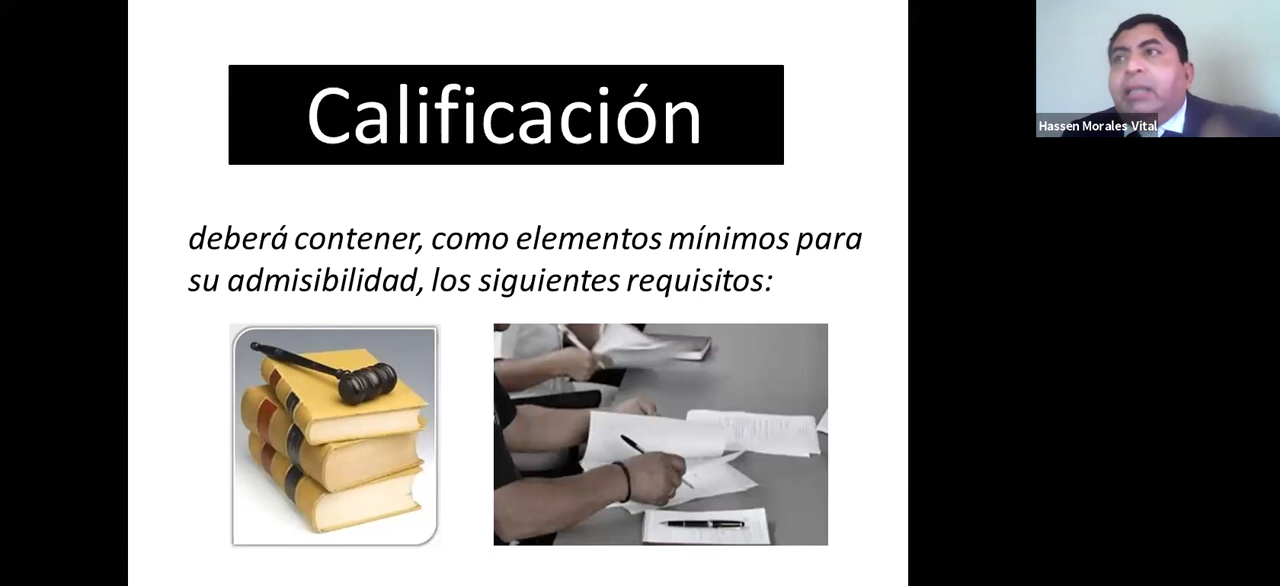 Calificación
deberá contener, como elementos mínimos para
su admisibilidad, los siguientes requisitos:
Hassen Morales Vital